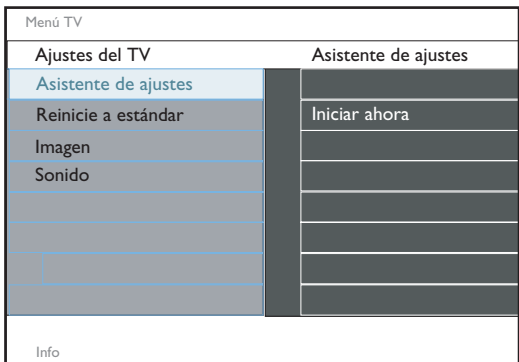 Menú TV
Ajustes del TV
Asistente de ajustes
Asistente de ajustes
Reinicie a estándar
Iniciar ahora
Imagen
Sonido
Info